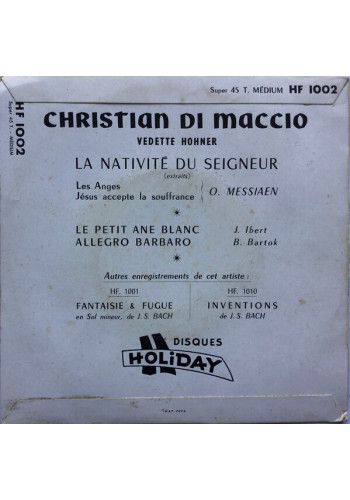 Super 45 T. MÉDIUM HF 1002
HF 1002
Super 45 T. - MÉDIUM
CHRISTIAN DI MACCIO
VEDETTE HOHNER
LA NATIVITÉ DU SEIGNEUR
(extraits)
Les Anges
Jésus accepte la souffrance
O. MESSIAEN
LE PETIT ANE BLANC J. Ibert
ALLEGRO BARBARO B. Bartok
Autres enregistrements de cet artiste :
HF. 1001 HF. 1010
FANTAISIE & FUGUE INVENTIONS
en Sol mineur, de J. S. BACH de J. S. BACH
DISQUES
HOLIDAY